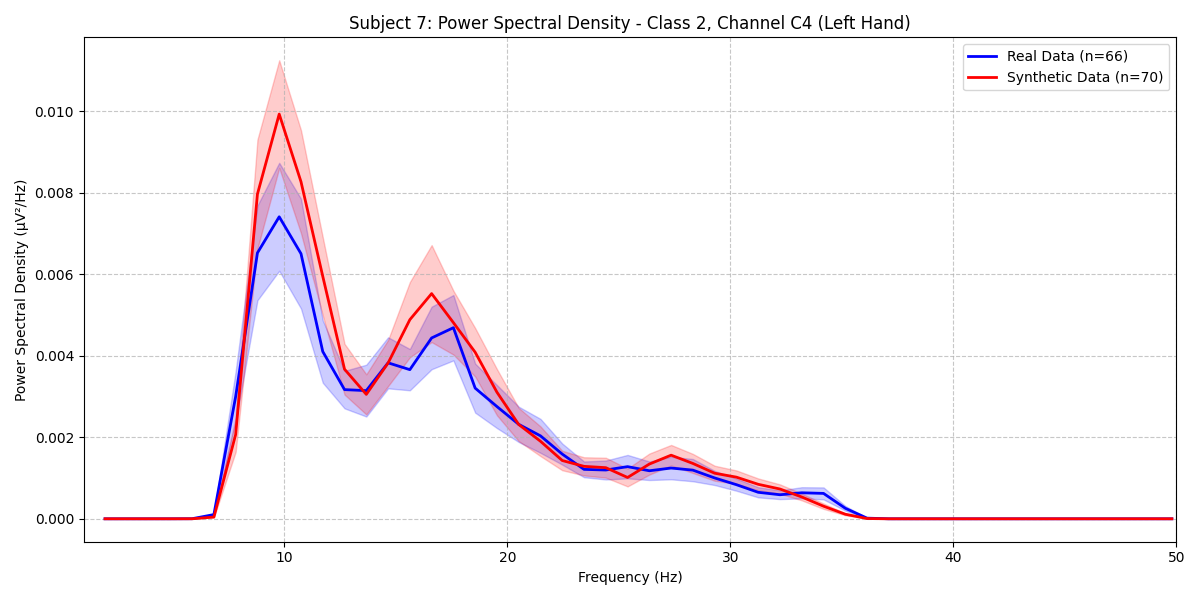 Subject 7: Power Spectral Density - Class 2, Channel C4 (Left Hand)
Real Data (n=66)
Synthetic Data (n=70)
Power Spectral Density (μV²/Hz)
0.010
0.008
0.006
0.004
0.002
0.000
10
20
30
40
50
Frequency (Hz)